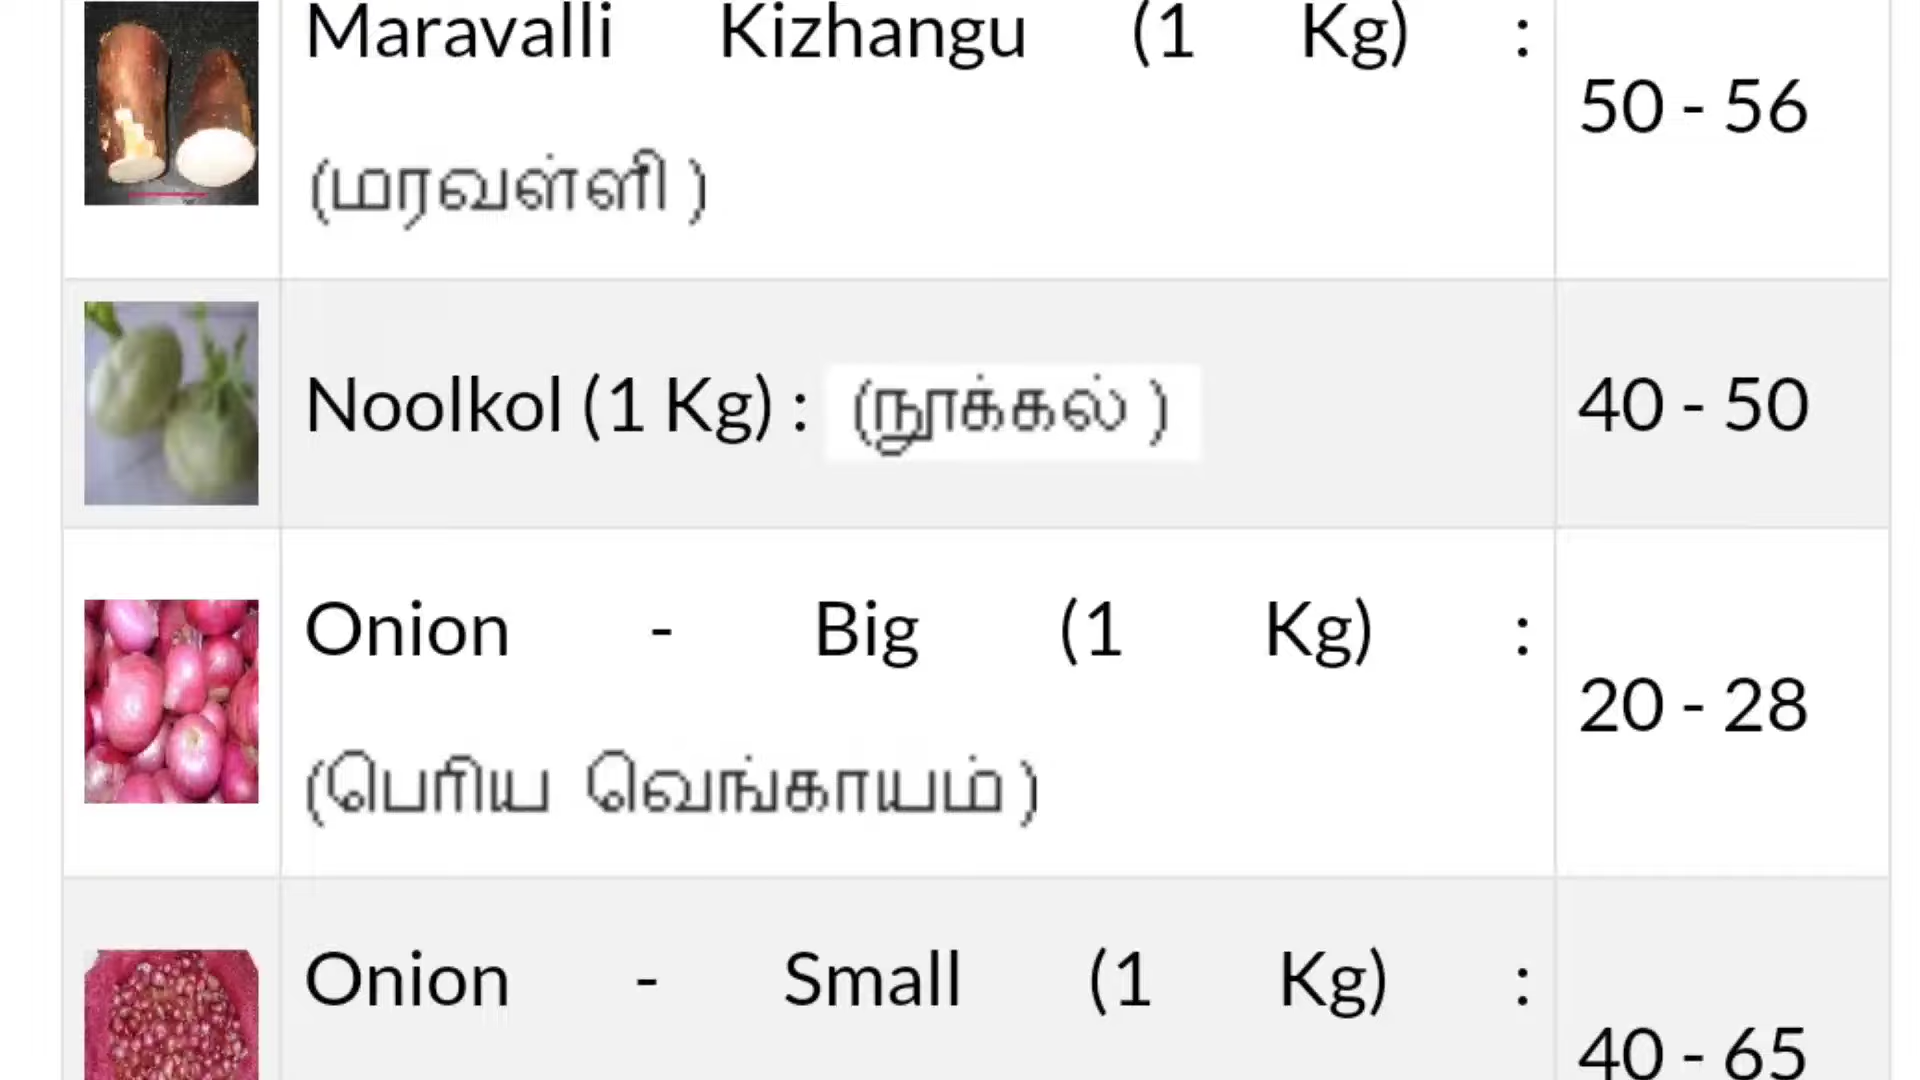 Maravalli Kizhangu (1 Kg) :
(மரவள்ளி )
50 - 56
Noolkol (1 Kg) : (நூக்கல் )
40 - 50
Onion - Big (1 Kg) :
(பெரிய வெங்காயம் )
20 - 28
Onion - Small (1 Kg) :
40 - 65